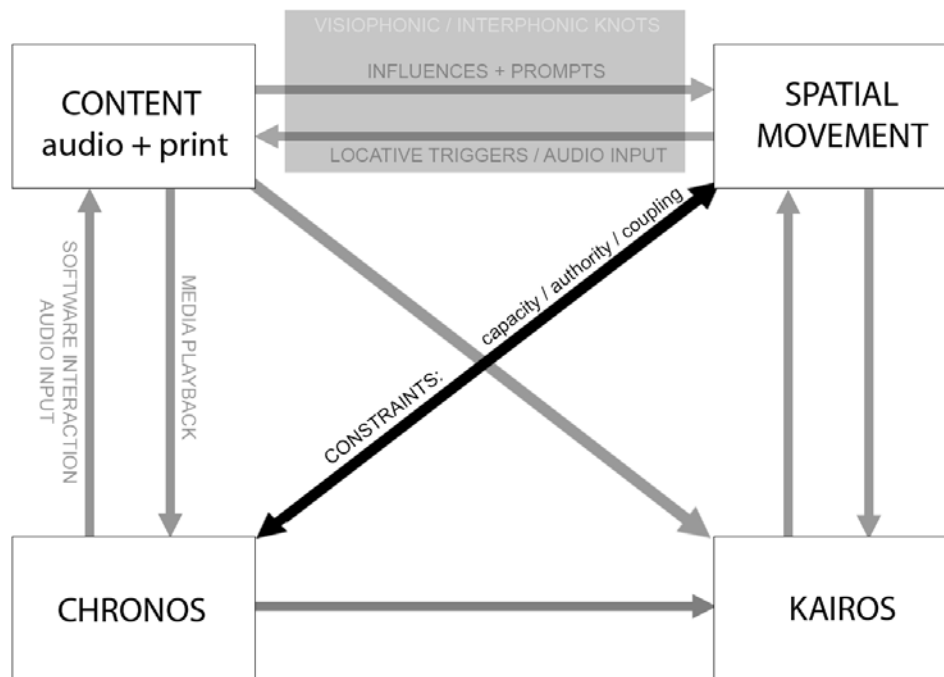 VISIOPHONIC / INTERPHONIC KNOTS
INFLUENCES + PROMPTS
LOCATIVE TRIGGERS / AUDIO INPUT
CONTENT
audio + print
SPATIAL
MOVEMENT
SOFTWARE INTERACTION
AUDIO INPUT
MEDIA PLAYBACK
CONSTRAINTS: capacity / authority / coupling
CHRONOS
KAIROS